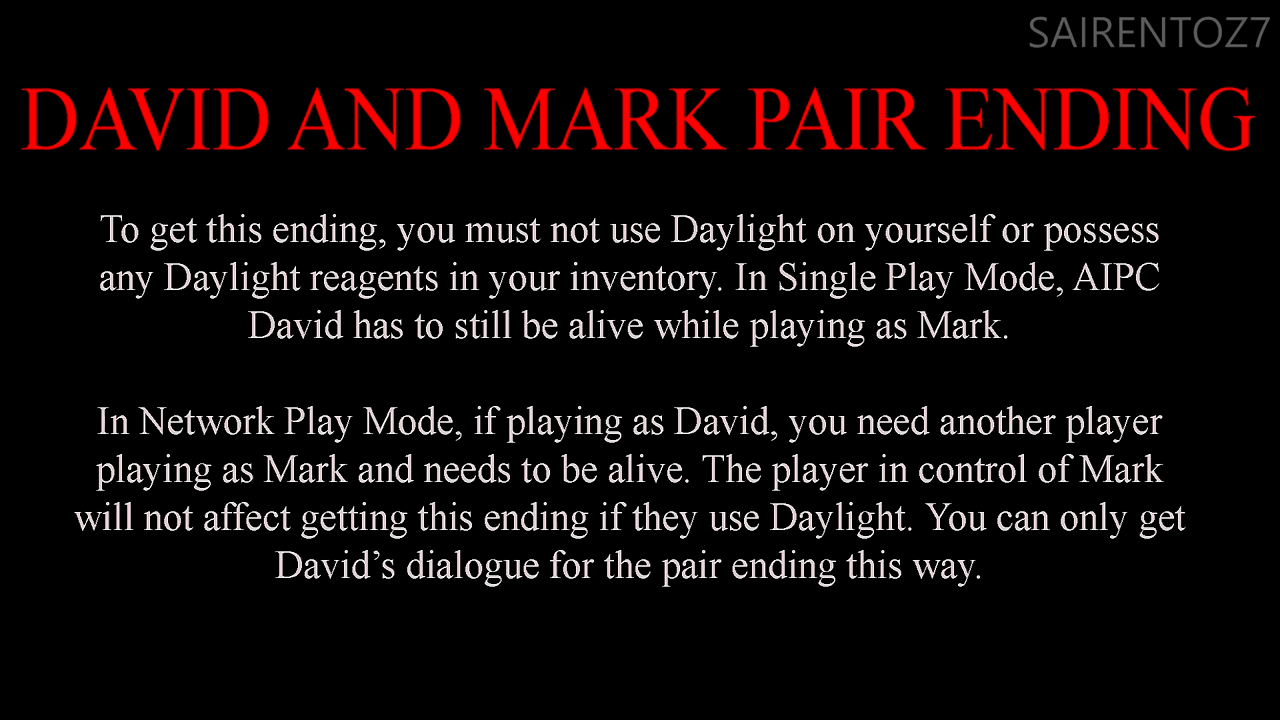 SAIRENTOZ7
DAVID AND MARK PAIR ENDING
To get this ending, you must not use Daylight on yourself or possess
any Daylight reagents in your inventory. In Single Play Mode, AIPC
David has to still be alive while playing as Mark.
In Network Play Mode, if playing as David, you need another player
playing as Mark and needs to be alive. The player in control of Mark
will not affect getting this ending if they use Daylight. You can only get
David’s dialogue for the pair ending this way.